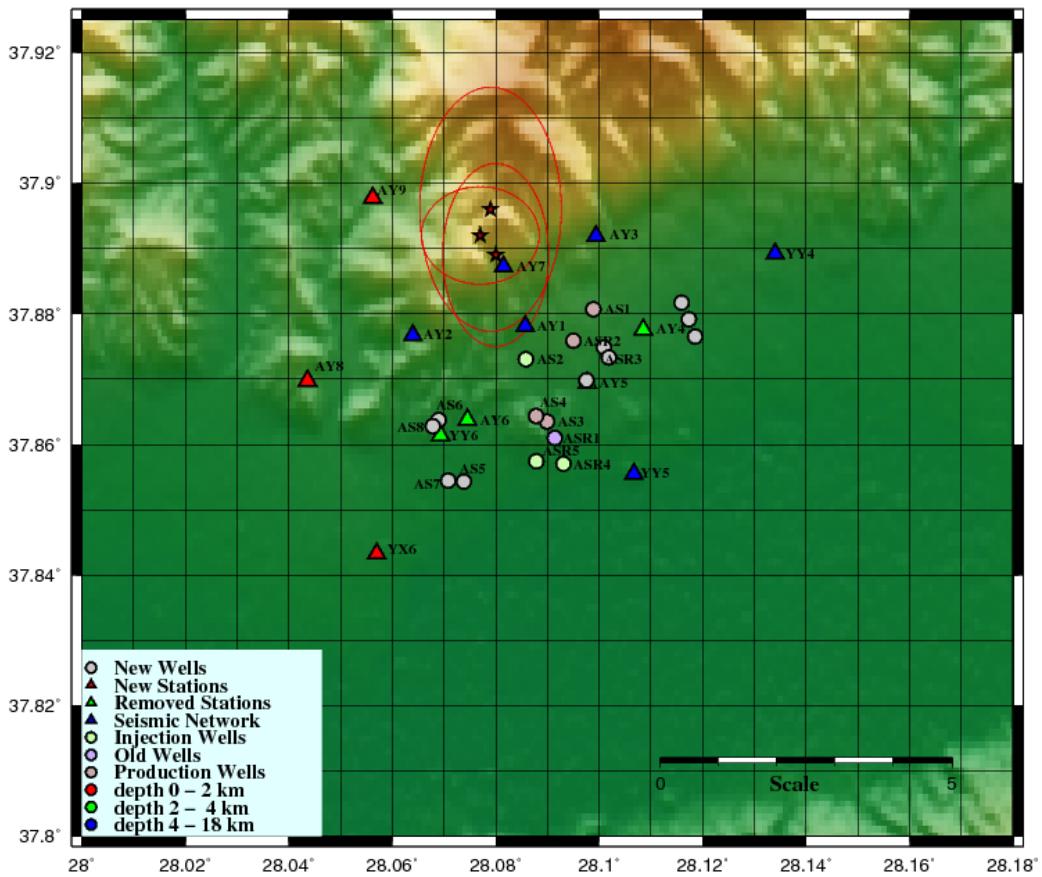 37.92°
37.9°
37.88°
37.86°
37.84°
37.82°
37.8°
28°
28.02°
28.04°
28.06°
28.08°
28.1°
28.12°
28.14°
28.16°
28.18°
AY9
AY3
YY4
AY7
AS1
AY1
AY4
AY2
ASR2
AS2
ASR3
AY8
AY5
AS6
AS4
AY6
AS3
AS8
YY6
ASR1
ASR5
ASR4
AS5
YY5
AS7
YX6
New Wells
New Stations
Removed Stations
Seismic Network
Injection Wells
Old Wells
Production Wells
depth 0 – 2 km
depth 2 – 4 km
depth 4 – 18 km
0
Scale
5